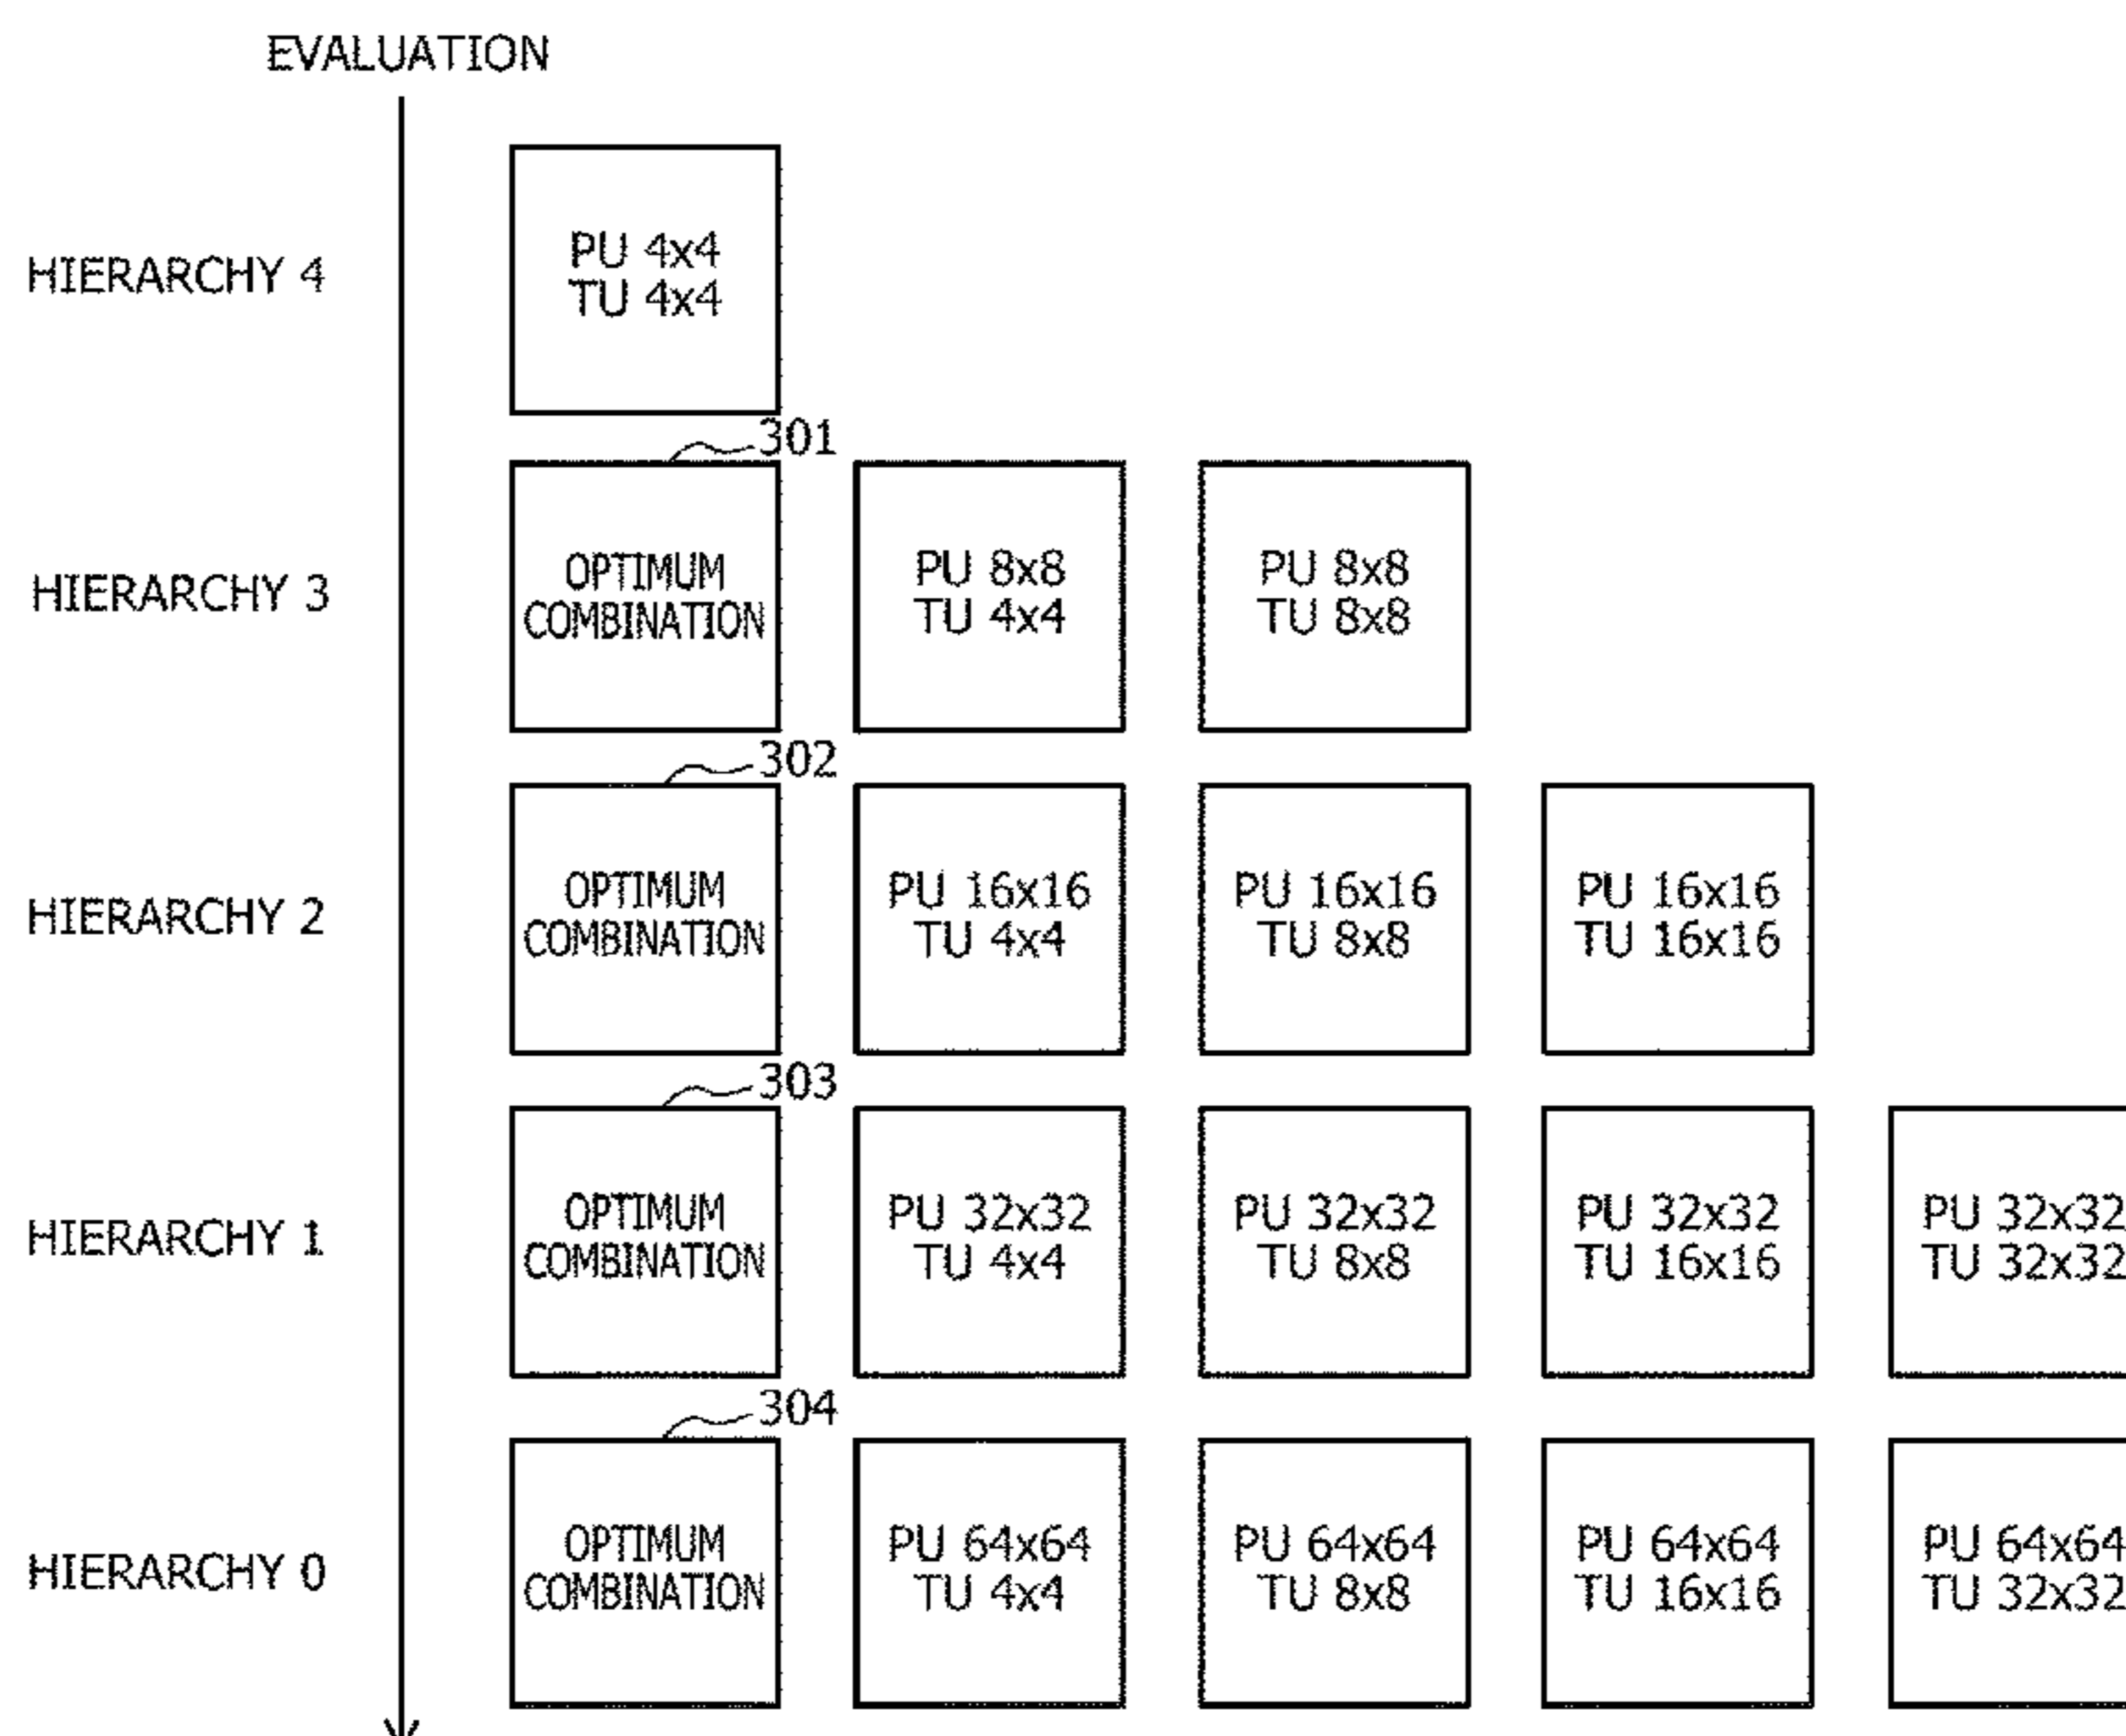 EVALUATION
HIERARCHY 4
PU 4x4
TU 4x4
301
HIERARCHY 3
OPTIMUM
COMBINATION
PU 8x8
TU 4x4
PU 8x8
TU 8x8
302
HIERARCHY 2
OPTIMUM
COMBINATION
PU 16x16
TU 4x4
PU 16x16
TU 8x8
PU 16x16
TU 16x16
303
HIERARCHY 1
OPTIMUM
COMBINATION
PU 32x32
TU 4x4
PU 32x32
TU 8x8
PU 32x32
TU 16x16
PU 32x32
TU 32x32
304
HIERARCHY 0
OPTIMUM
COMBINATION
PU 64x64
TU 4x4
PU 64x64
TU 8x8
PU 64x64
TU 16x16
PU 64x64
TU 32x32